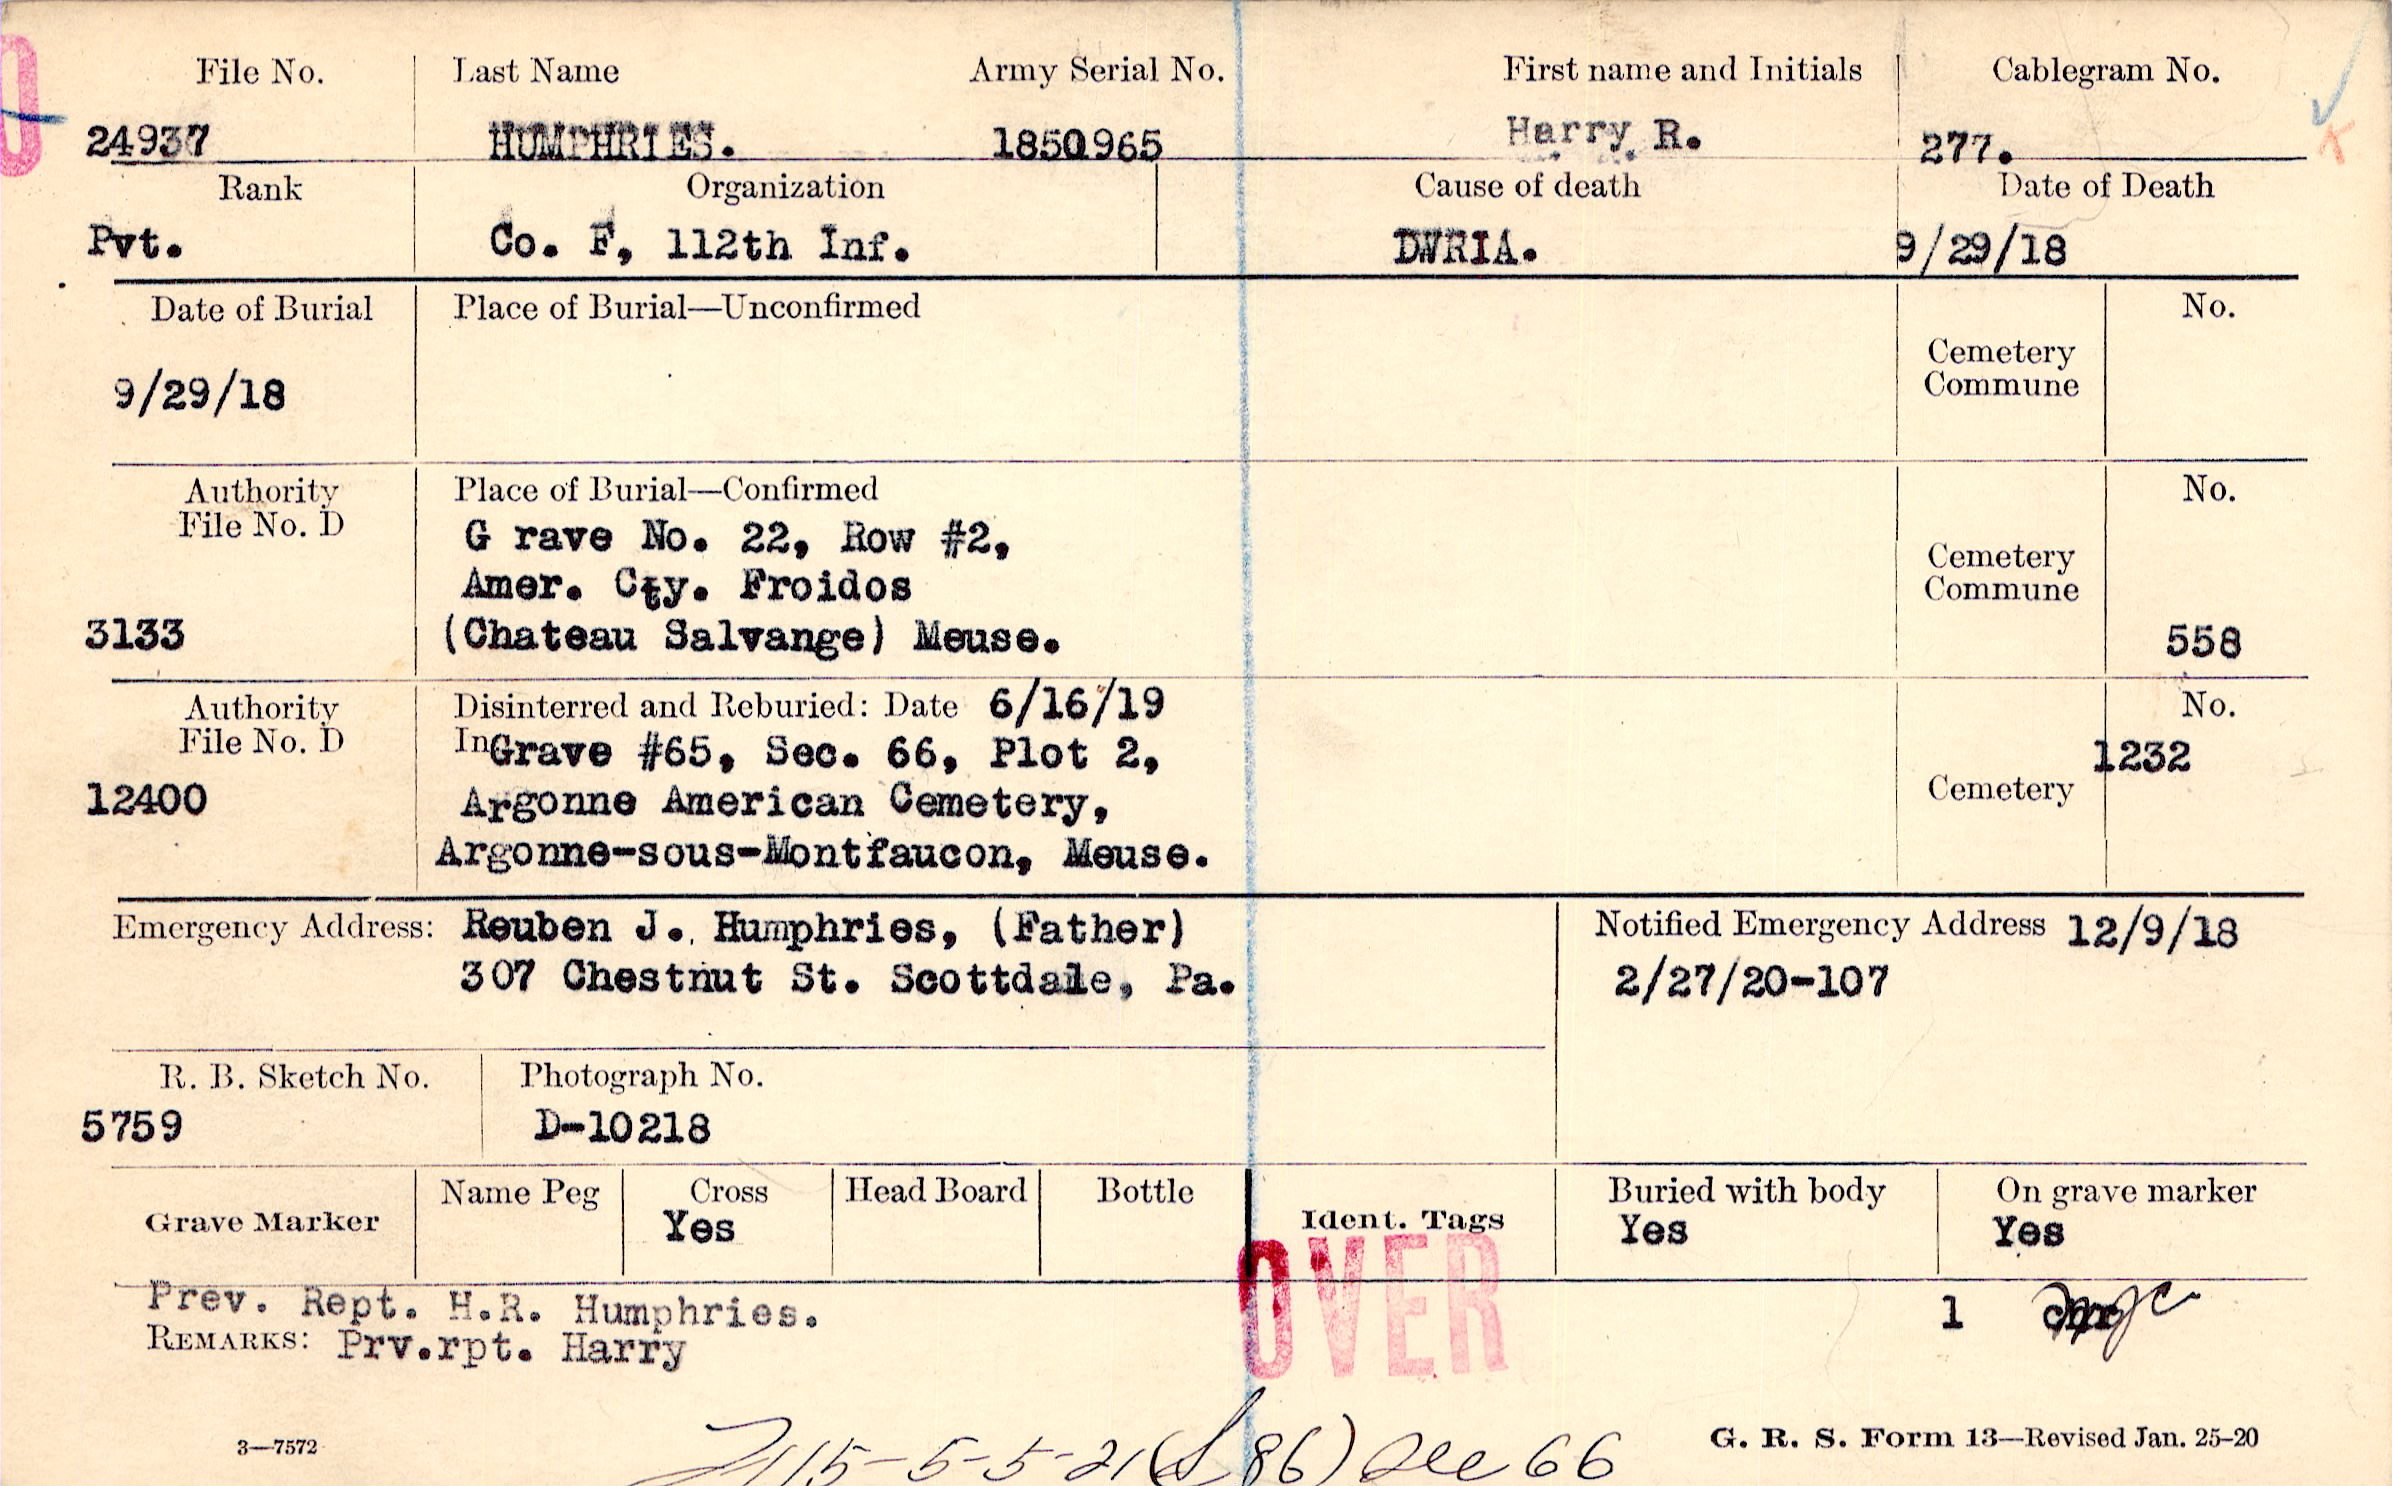 File No. Last Name Army Serial No. First name and Initials Cablegram No.
24937 HUMPHRIES. 1850965 Harry R. 277.
Rank Organization Cause of death Date of Death
Pvt. Co. F, 112th Inf. DWRIA. 9/29/18
Date of Burial Place of Burial—Unconfirmed No.
Cemetery
Commune
9/29/18
Authority Place of Burial—Confirmed No.
File No. D
G rave No. 22, Row #2,
Amer. Cty. Froidos Cemetery
Commune
3133 (Chateau Salvange) Meuse. 558
Authority Disinterred and Reburied: Date 6/16/19 No.
File No. D In Grave #65, Sec. 66, Plot 2, 1232
12400 Argonne American Cemetery, Cemetery
Argonne-sous-Montfaucon, Meuse.
Emergency Address: Reuben J. Humphries, (Father) Notified Emergency Address 12/9/18
307 Chestnut St. Scottdale, Pa. 2/27/20-107
R. B. Sketch No. Photograph No.
5759 D-10218
Grave Marker Name Peg Cross Head Board Bottle Ident. Tags Buried with body On grave marker
Yes Yes Yes
OVER
Prev. Rept. H.R. Humphries. 1
REMARKS: Prv.rpt. Harry
3—7572 G. R. S. Form 13—Revised Jan. 25-20
115-5-5-21 (S 86) Sec 66